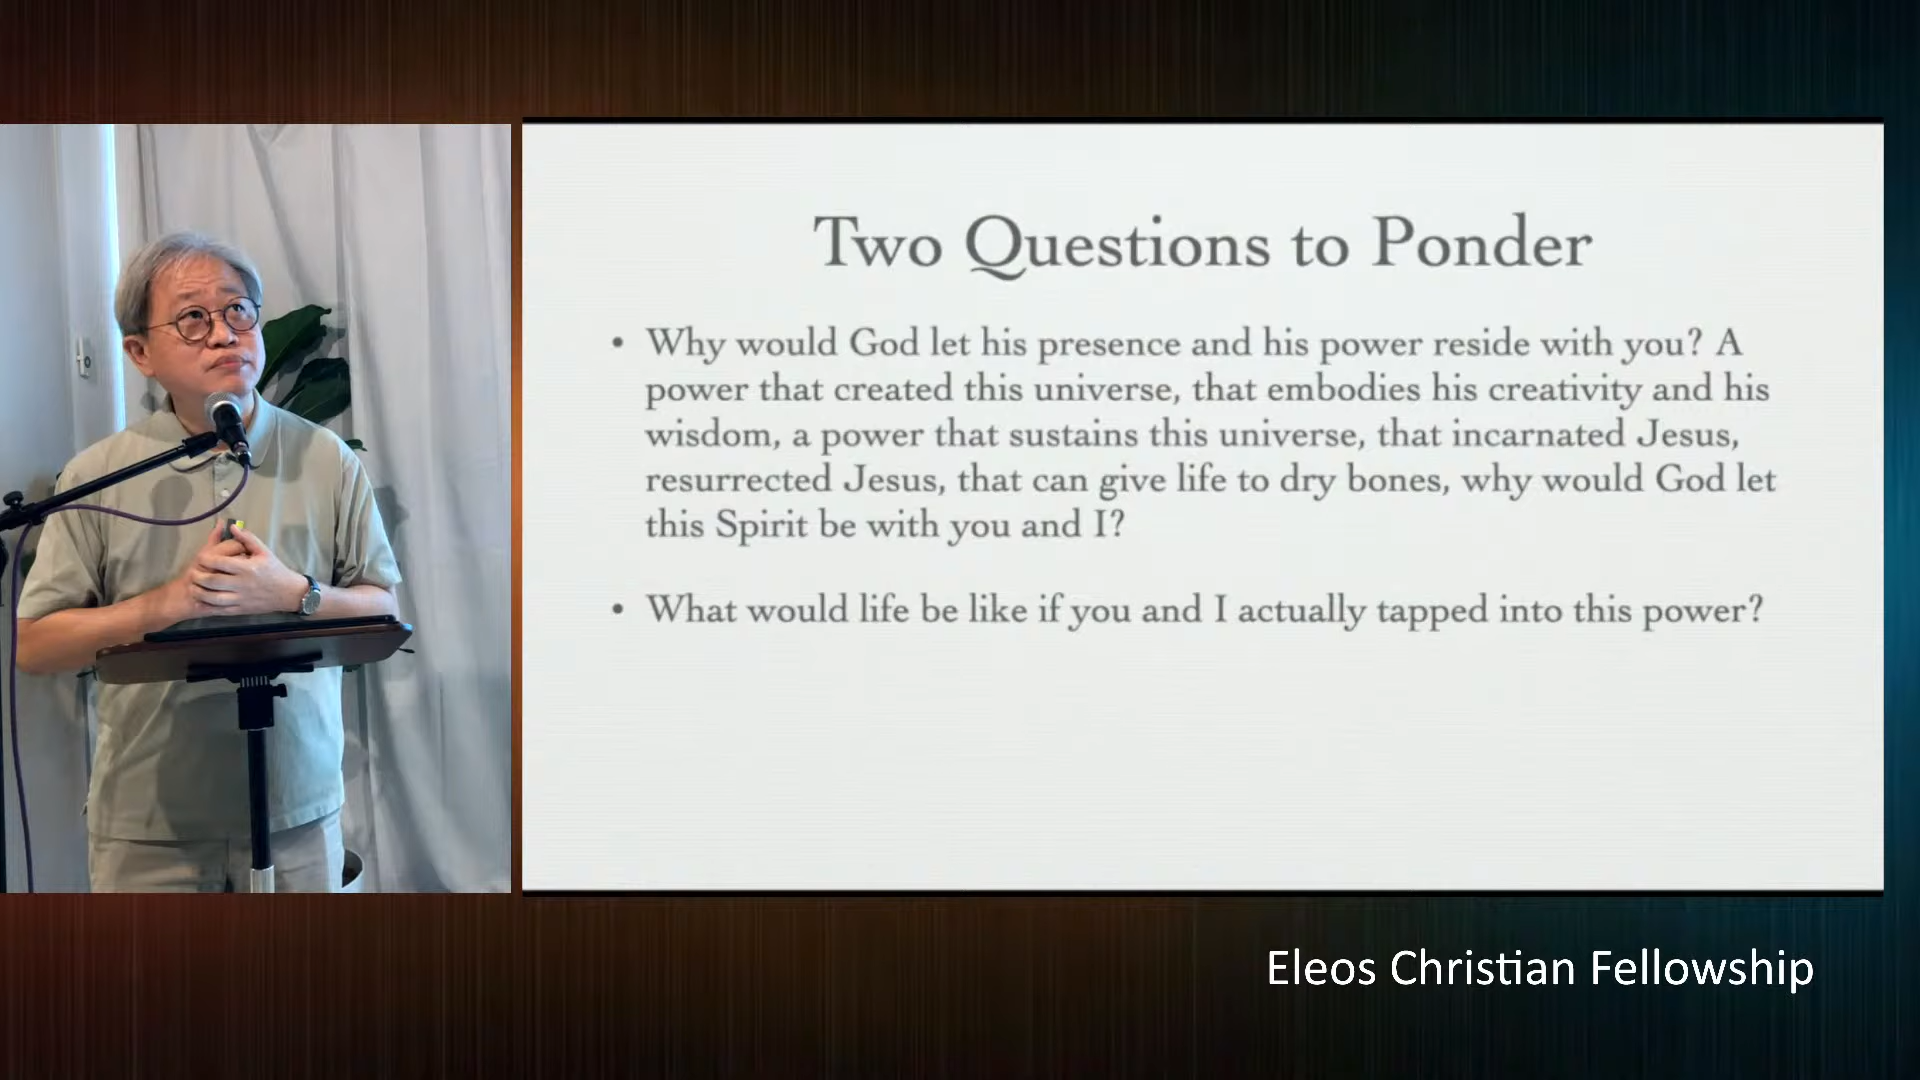 Two Questions to Ponder
• Why would God let his presence and his power reside with you? A
power that created this universe, that embodies his creativity and his
wisdom, a power that sustains this universe, that incarnated Jesus,
resurrected Jesus, that can give life to dry bones, why would God let
this Spirit be with you and I?
• What would life be like if you and I actually tapped into this power?
Eleos Christian Fellowship